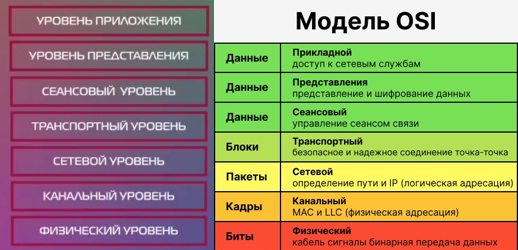 УРОВЕНЬ ПРИЛОЖЕНИЯ
УРОВЕНЬ ПРЕДСТАВЛЕНИЯ
СЕАНСОВЫЙ УРОВЕНЬ
ТРАНСПОРТНЫЙ УРОВЕНЬ
СЕТЕВОЙ УРОВЕНЬ
КАНАЛЬНЫЙ УРОВЕНЬ
ФИЗИЧЕСКИЙ УРОВЕНЬ
Модель OSI
Данные
Прикладной
доступ к сетевым службам
Данные
Представления
представление и шифрование данных
Данные
Сеансовый
управление сеансом связи
Блоки
Транспортный
безопасное и надежное соединение точка-точка
Пакеты
Сетевой
определение пути и IP (логическая адресация)
Кадры
Канальный
MAC и LLC (физическая адресация)
Биты
Физический
кабель сигналы бинарная передача данных